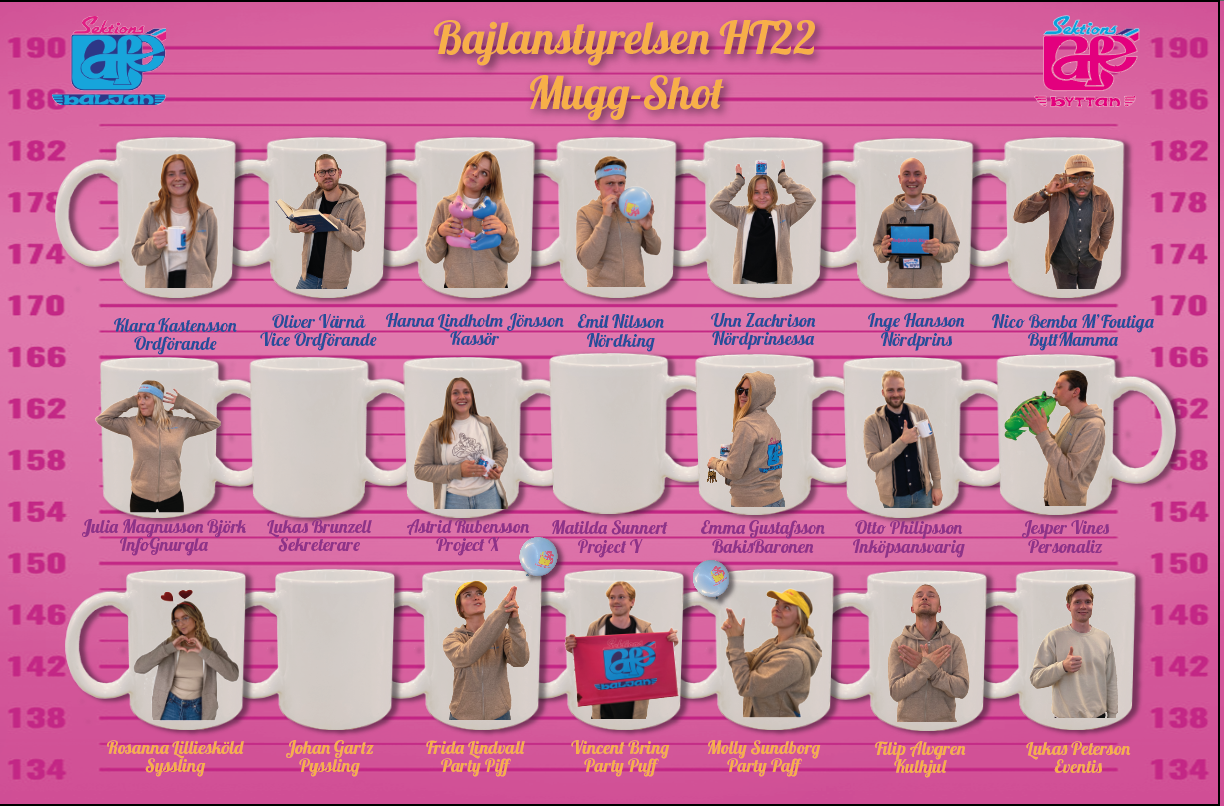 Bajlanstyrelsen HT22
Mugg-Shot
Sektions
Café
Baljan
Sektions
Café
Byttan
190
186
182
178
174
170
166
162
158
154
150
146
142
138
134
190
186
182
178
174
170
166
162
158
154
150
146
142
138
134
Klara Kastensson
Ordförande
Oliver Värnå
Vice Ordförande
Hanna Lindholm Jönsson
Kassör
Emil Nilsson
Nördking
Unn Zachrison
Nördprinsessa
Inge Hansson
Nördprins
Nico Bemba M'Foutiga
ByttMamma
Julia Magnusson Björk
InfoGnurgla
Lukas Brunzell
Sekreterare
Astrid Rubensson
Project X
Matilda Sunnert
Project Y
Emma Gustafsson
BakisBaronen
Otto Philipsson
Inköpsansvarig
Jesper Vines
Personaliz
Rosanna Lilliesköld
Syssling
Johan Gartz
Pyssling
Frida Lindvall
Party Piff
Vincent Bring
Party Puff
Sektions
Café
Baljan
Molly Sundborg
Party Paff
Filip Alvgren
Kulhjul
Lukas Peterson
Eventis